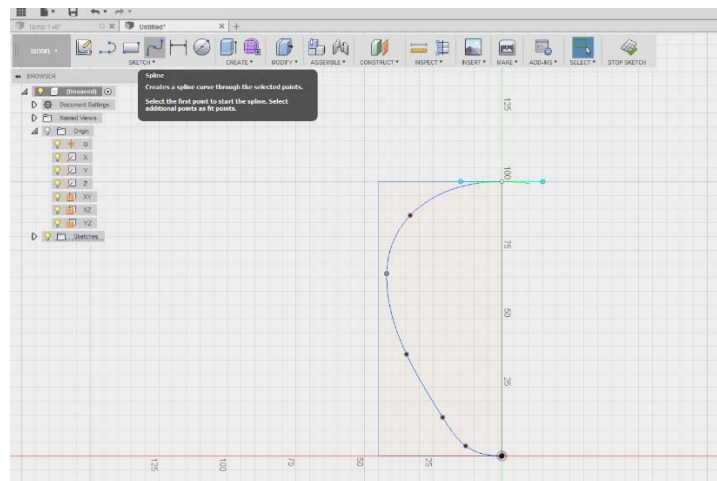 lamp 1 v6*
Untitled*
MODEL
SKETCH
CREATE
MODIFY
ASSEMBLE
CONSTRUCT
INSPECT
INSERT
MAKE
ADD-INS
SELECT
STOP SKETCH
BROWSER
Spline
Creates a spline curve through the selected points.
Select the first point to start the spline. Select
additional points as fit points.
(Unsaved)
Document Settings
Named Views
Origin
O
X
Y
Z
XY
XZ
YZ
Sketches
125
100
75
50
25
125
100
75
50
25